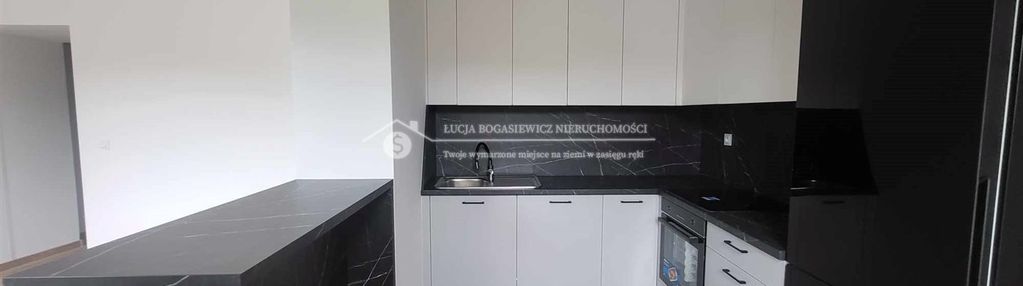 ŁUCJA BOGASIEWICZ NIERUCHOMOŚCI
Twoje wymarzone miejsce na ziemi w zasięgu ręki